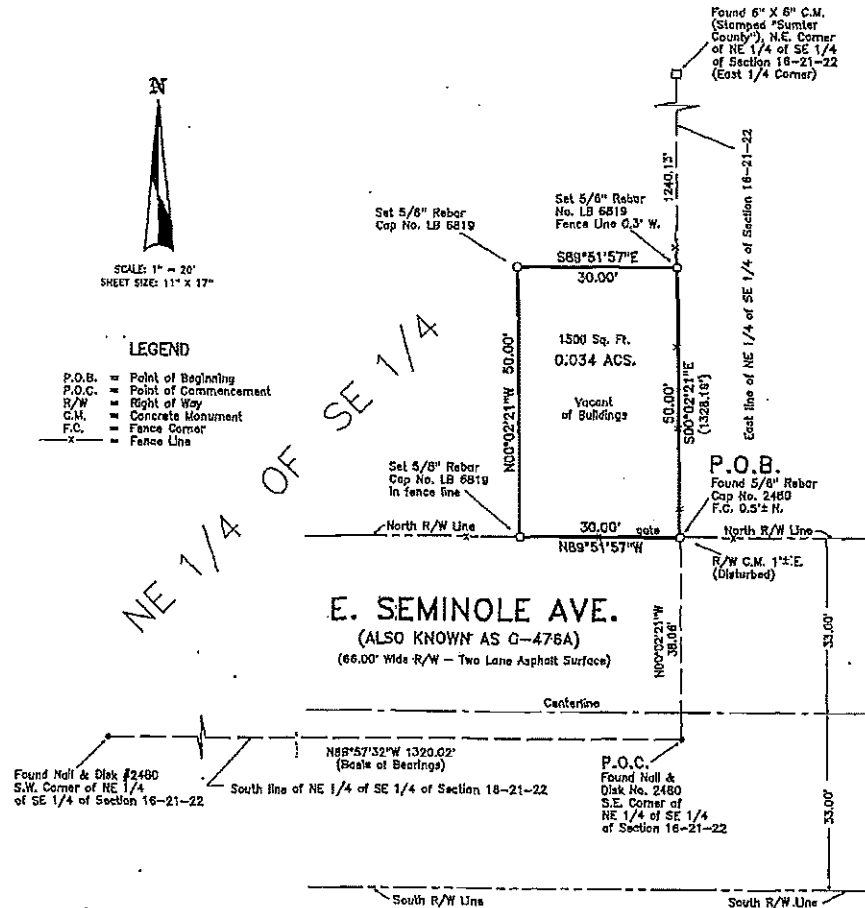 Found 6" X 6" C.M.
(Stamped "Sumter
County"), N.E. Corner
of NE 1/4 of SE 1/4
of Section 16-21-22
(East 1/4 Corner)
N
SCALE: 1" = 20'
SHEET SIZE: 11" X 17"
LEGEND
P.O.B. = Point of Beginning
P.O.C. = Point of Commencement
R/W = Right of Way
C.M. = Concrete Monument
F.C. = Fence Corner
x = Fence Line
1240.13'
East line of NE 1/4 of SE 1/4 of Section 16-21-22
Set 5/8" Rebar
Cap No. LB 6819
Set 5/8" Rebar
No. LB 6819
Fence Line 0.3' W.
S89°51'57"E
30.00'
NE 1/4 OF SE 1/4
N00°02'21"W 50.00'
1500 Sq. Ft.
0.034 ACS.
Vacant
of Buildings
50.00'
S00°02'21"E
(1328.19')
Set 5/8" Rebar
Cap No. LB 6819
in fence line
P.O.B.
Found 5/8" Rebar
Cap No. 2480
F.C. 0.5'± N.
North R/W Line
30.00'
gate
N89°51'57"W
North R/W Line
R/W C.M. 1'± E.
(Disturbed)
E. SEMINOLE AVE.
(ALSO KNOWN AS C-476A)
(66.00' Wide R/W - Two Lane Asphalt Surface)
N00°02'21"W
38.06'
33.00'
Centerline
N89°57'32"W 1320.02'
(Basis of Bearings)
Found Nail & Disk #2480
S.W. Corner of NE 1/4
of SE 1/4 of Section 16-21-22
South line of NE 1/4 of SE 1/4 of Section 16-21-22
P.O.C.
Found Nail &
Disk No. 2480
S.E. Corner of
NE 1/4 of SE 1/4
of Section 16-21-22
33.00'
South R/W Line
South R/W Line